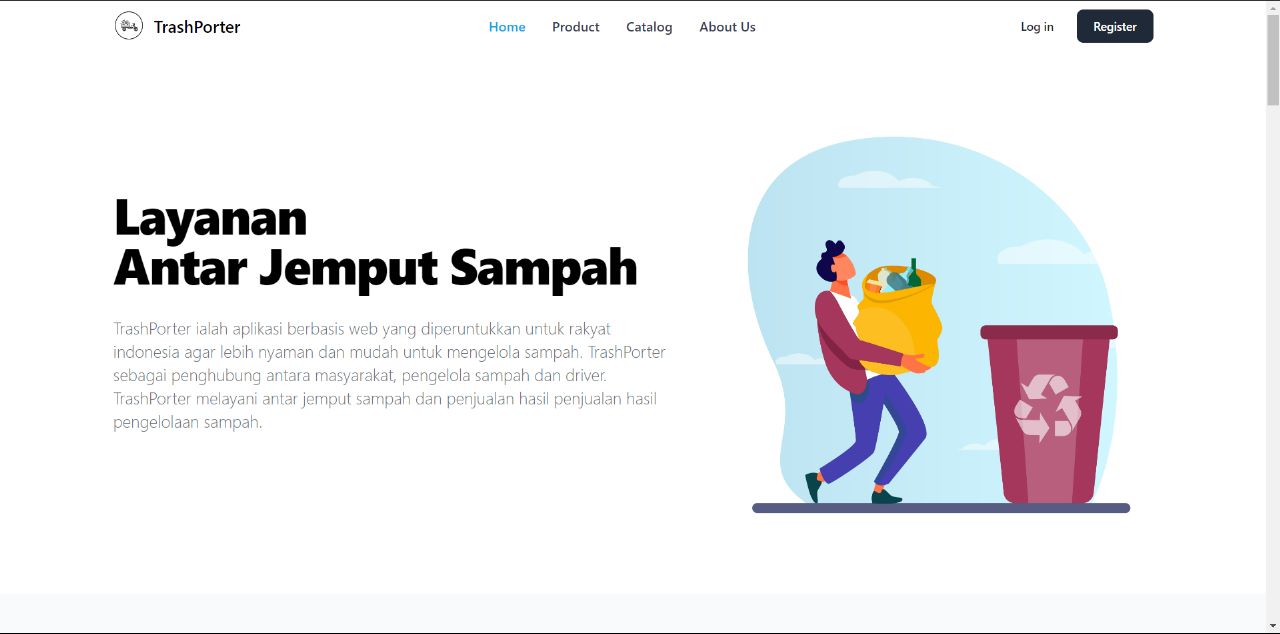 TrashPorter
Home
Product
Catalog
About Us
Log in
Register
Layanan
Antar Jemput Sampah
TrashPorter ialah aplikasi berbasis web yang diperuntukkan untuk rakyat
indonesia agar lebih nyaman dan mudah untuk mengelola sampah. TrashPorter
sebagai penghubung antara masyarakat, pengelola sampah dan driver.
TrashPorter melayani antar jemput sampah dan penjualan hasil penjualan hasil
pengelolaan sampah.